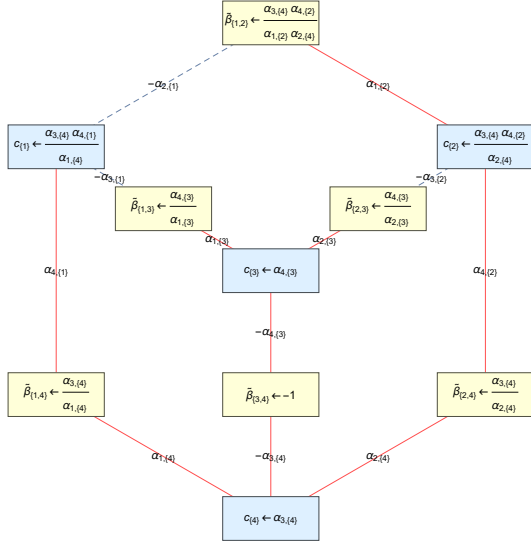 β̃{1,2} ← α3,{4} α4,{2} / α1,{2} α2,{4}
-α2,{1}
α1,{2}
c{1} ← α3,{4} α4,{1} / α1,{4}
c{2} ← α3,{4} α4,{2} / α2,{4}
-α3,{1}
-α3,{2}
β̃{1,3} ← α4,{3} / α1,{3}
β̃{2,3} ← α4,{3} / α2,{3}
α1,{3}
α2,{3}
α4,{1}
c{3} ← α4,{3}
α4,{2}
-α4,{3}
β̃{1,4} ← α3,{4} / α1,{4}
β̃{3,4} ← -1
β̃{2,4} ← α3,{4} / α2,{4}
α1,{4}
-α3,{4}
α2,{4}
c{4} ← α3,{4}